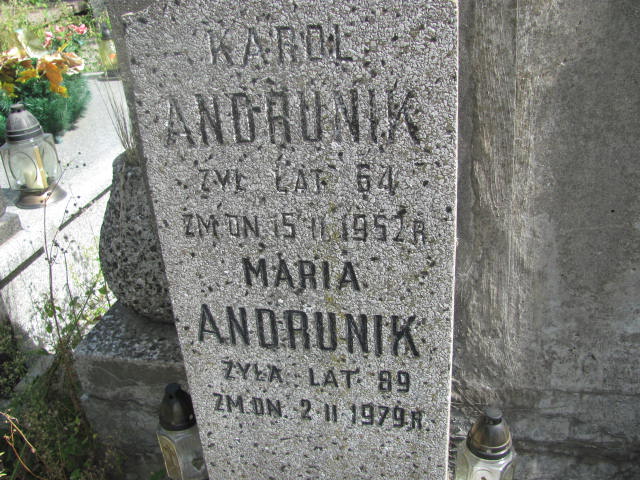 KAROL
ANDRUNIK
ŻYŁ LAT 64
ZM. DN. 15 II 1952 R.
MARIA
ANDRUNIK
ŻYŁA LAT 89
ZM. DN. 2 II 1979 R.